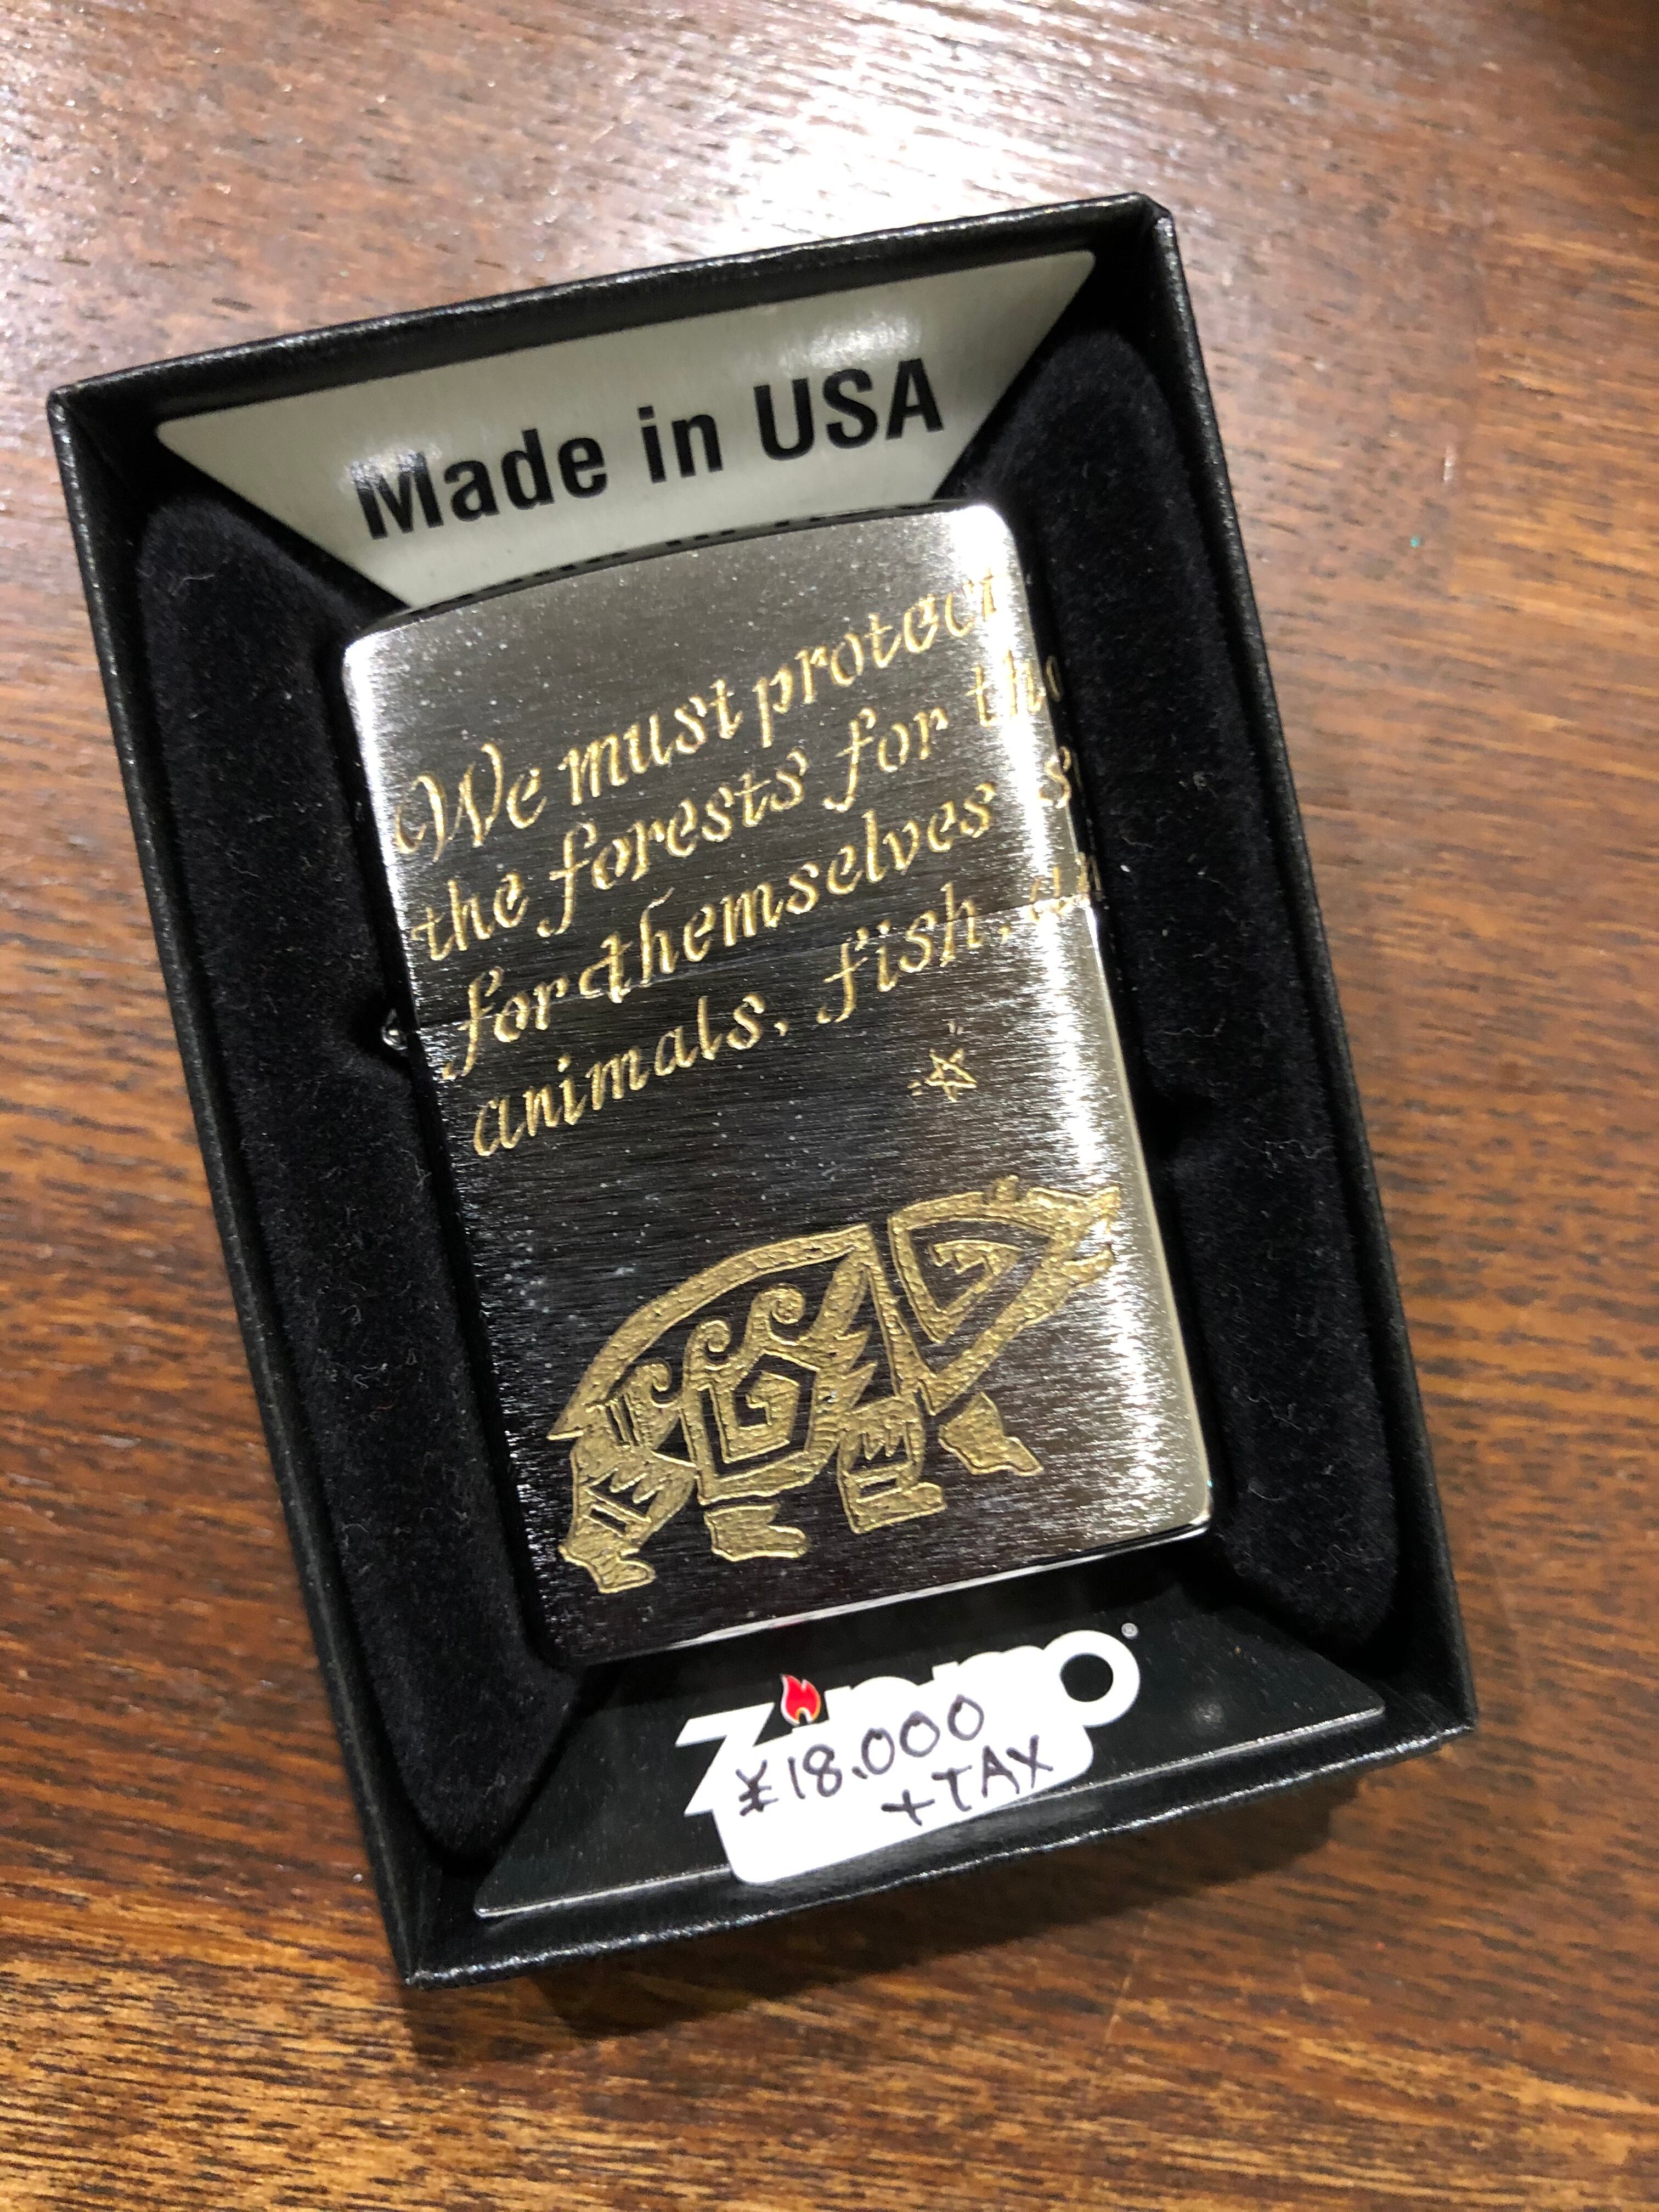 Made in USA
We must protect
the forests for
for themselves
animals, fish,
Zippo
¥18.000
+TAX